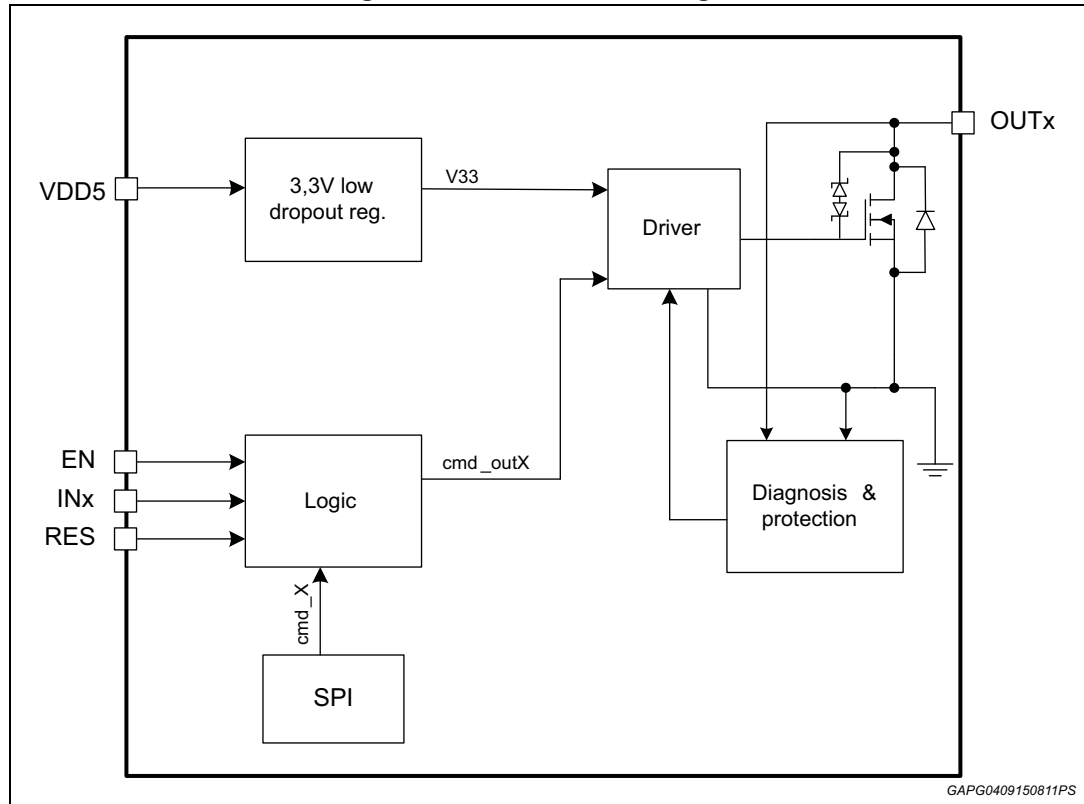 VDD5
3,3V low
dropout reg.
V33
Driver
OUTx
EN
INx
RES
Logic
cmd_outX
Diagnosis &
protection
cmd_X
SPI
GAPG0409150811PS